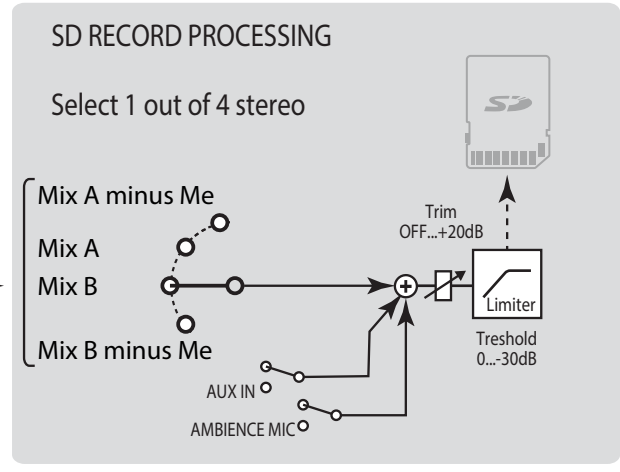 SD RECORD PROCESSING
Select 1 out of 4 stereo
SD
Mix A minus Me
Mix A
Mix B
Mix B minus Me
Trim
OFF...+20dB
Limiter
Treshold
0...-30dB
AUX IN
AMBIENCE MIC